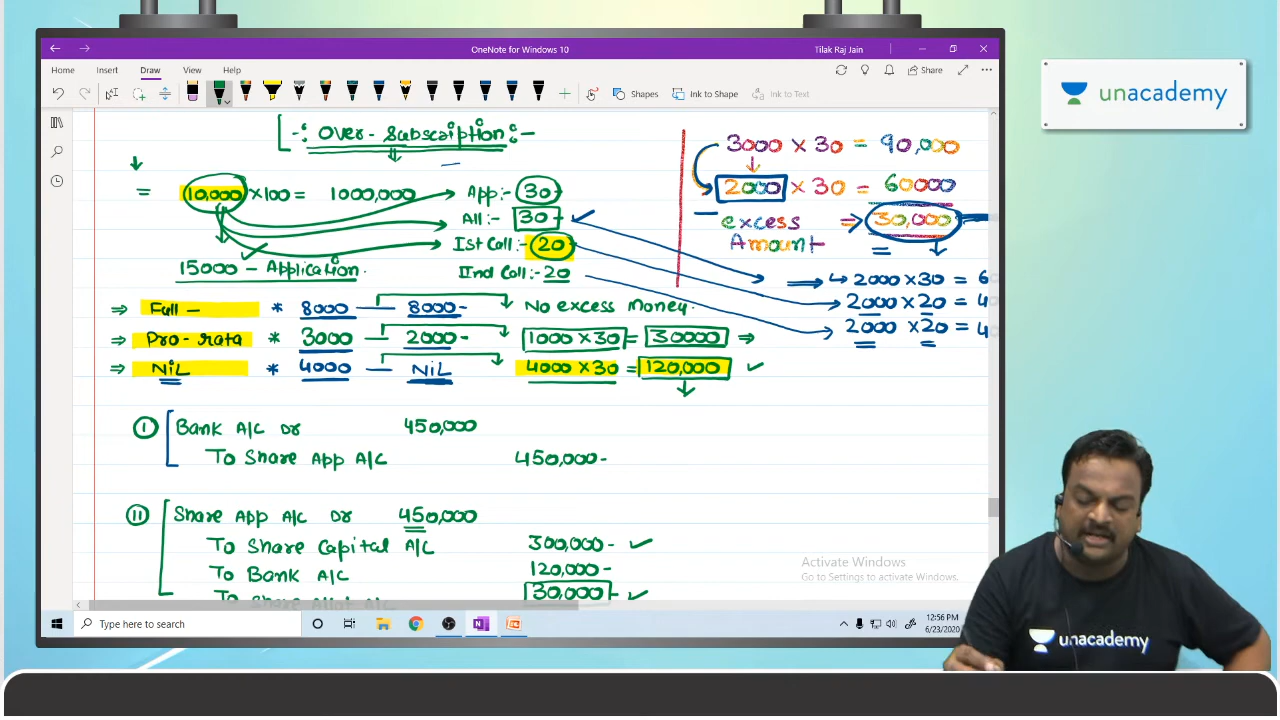 OneNote for Windows 10
Tilak Raj Jain
Home Insert Draw View Help
Share
Shapes
Ink to Shape
Ink to Text
unacademy
-: Over-Subscription :-
= 10,000 × 100 = 1000,000
App:- 30-
All:- 30-
Ist Call:- 20-
IInd Call:- 20
15000 - Application.
⇒ Full - * 8000 - 8000- No excess money.
⇒ Pro-rata * 3000 - 2000- 1000 × 30 = 30000 ⇒
⇒ NiL * 4000 - NiL 4000 × 30 = 120,000 ✓
3000 × 30 = 90,000
2000 × 30 = 60000
excess ⇒ 30,000
Amount
2000 × 30 = 6
2000 × 20 = 4
2000 × 20 = 4
I Bank A/C Dr 450,000
To Share App A/C 450,000-
II Share App A/C Dr 450,000
To Share Capital A/C 300,000- ✓
To Bank A/C 120,000-
To Share Allot A/C 30,000- ✓
Activate Windows
Go to Settings to activate Windows.
Type here to search
12:56 PM
6/23/2020
unacademy